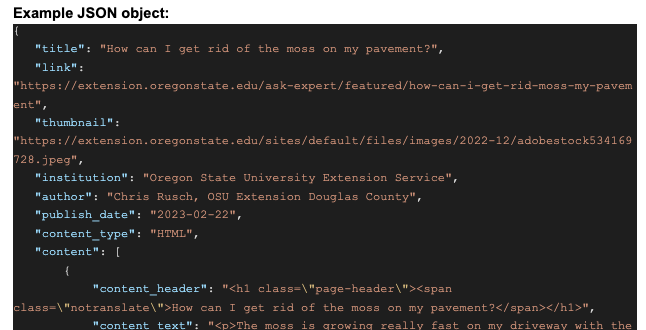 Example JSON object:
{
"title": "How can I get rid of the moss on my pavement?",
"link":
"https://extension.oregonstate.edu/ask-expert/featured/how-can-i-get-rid-moss-my-pavem
ent",
"thumbnail":
"https://extension.oregonstate.edu/sites/default/files/images/2022-12/adobestock534169
728.jpeg",
"institution": "Oregon State University Extension Service",
"author": "Chris Rusch, OSU Extension Douglas County",
"publish_date": "2023-02-22",
"content_type": "HTML",
"content": [
{
"content_header": "<h1 class=\"page-header\"><span
class=\"notranslate\">How can I get rid of the moss on my pavement?</span></h1>",
"content_text": "<p>The moss is growing really fast on my driveway with the